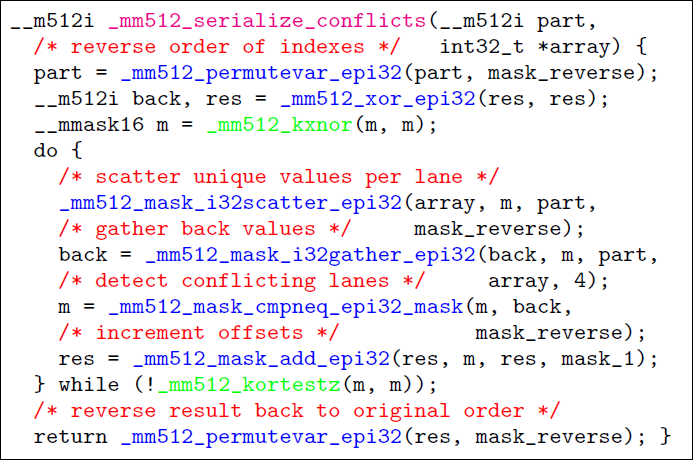 __m512i _mm512_serialize_conflicts(__m512i part,
/* reverse order of indexes */ int32_t *array) {
part = _mm512_permutevar_epi32(part, mask_reverse);
__m512i back, res = _mm512_xor_epi32(res, res);
__mmask16 m = _mm512_kxnor(m, m);
do {
/* scatter unique values per lane */
_mm512_mask_i32scatter_epi32(array, m, part,
/* gather back values */ mask_reverse);
back = _mm512_mask_i32gather_epi32(back, m, part,
/* detect conflicting lanes */ array, 4);
m = _mm512_mask_cmpneq_epi32_mask(m, back,
/* increment offsets */ mask_reverse);
res = _mm512_mask_add_epi32(res, m, res, mask_1);
} while (!_mm512_kortestz(m, m));
/* reverse result back to original order */
return _mm512_permutevar_epi32(res, mask_reverse); }